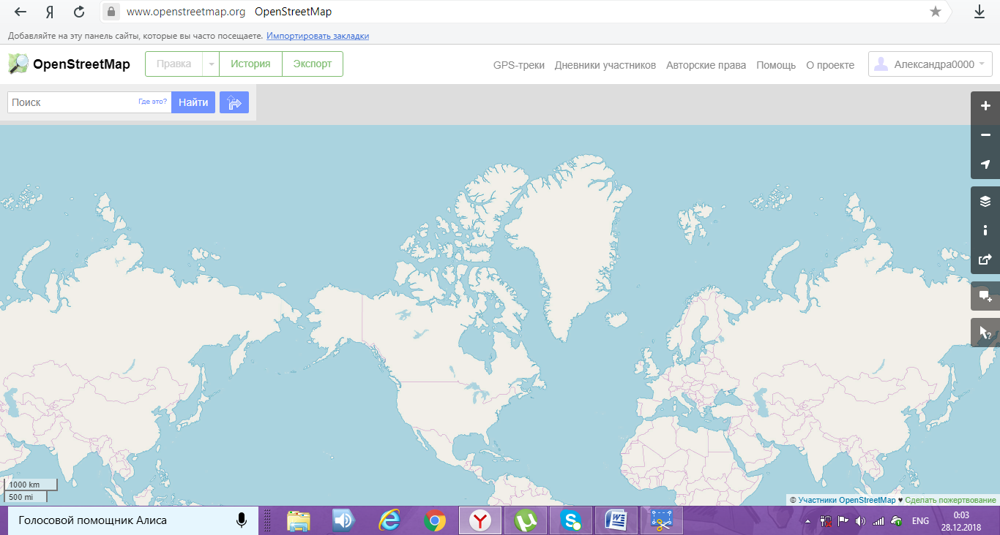 www.openstreetmap.org OpenStreetMap
Добавляйте на эту панель сайты, которые вы часто посещаете. Импортировать закладки
OpenStreetMap Правка История Экспорт GPS-треки Дневники участников Авторские права Помощь О проекте Александра0000
Поиск Где это? Найти
1000 km
500 mi
© Участники OpenStreetMap ♥ Сделать пожертвование
Голосовой помощник Алиса
ENG
0:03
28.12.2018